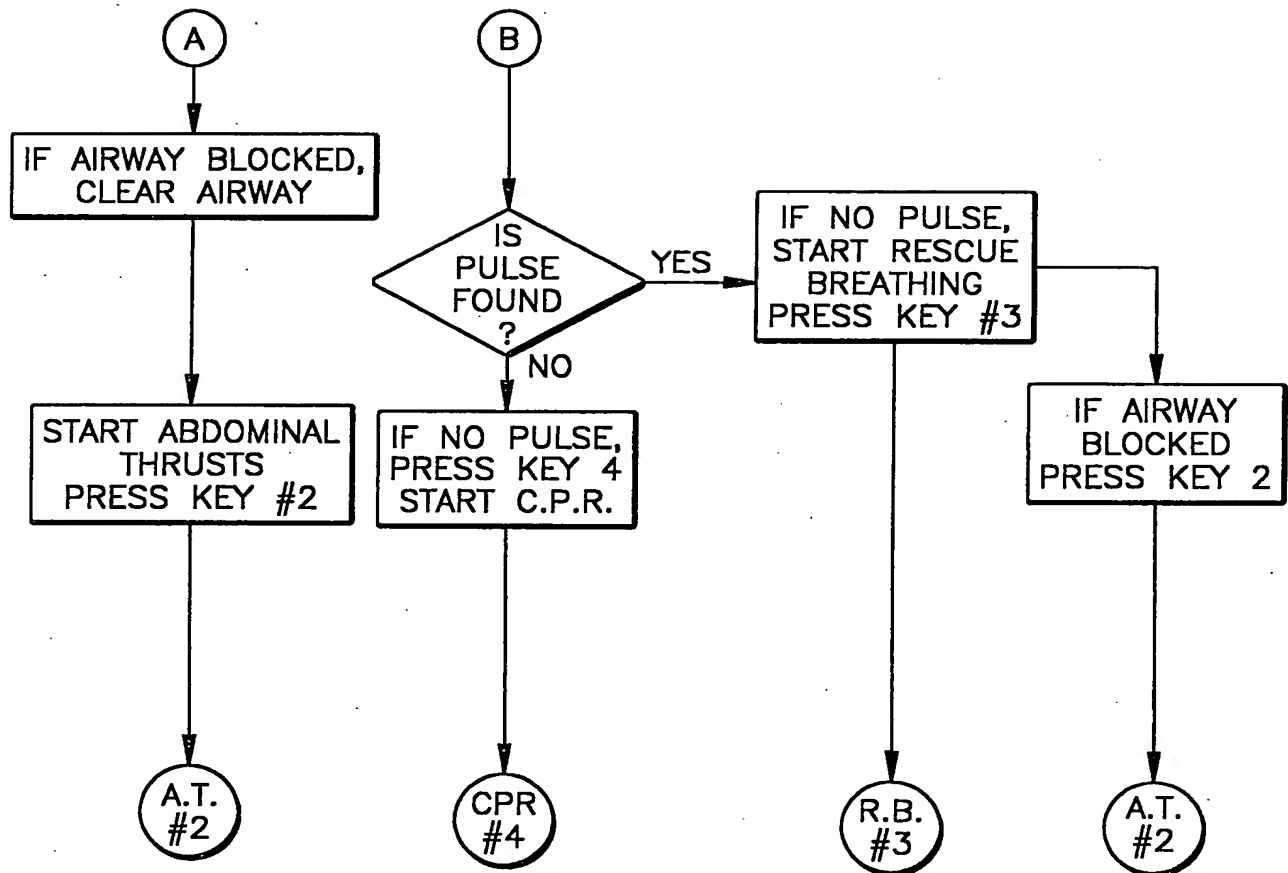 A
IF AIRWAY BLOCKED,
CLEAR AIRWAY
START ABDOMINAL
THRUSTS
PRESS KEY #2
A.T.
#2
B
IS
PULSE
FOUND
?
YES
NO
IF NO PULSE,
PRESS KEY 4
START C.P.R.
CPR
#4
IF NO PULSE,
START RESCUE
BREATHING
PRESS KEY #3
R.B.
#3
IF AIRWAY
BLOCKED
PRESS KEY 2
A.T.
#2